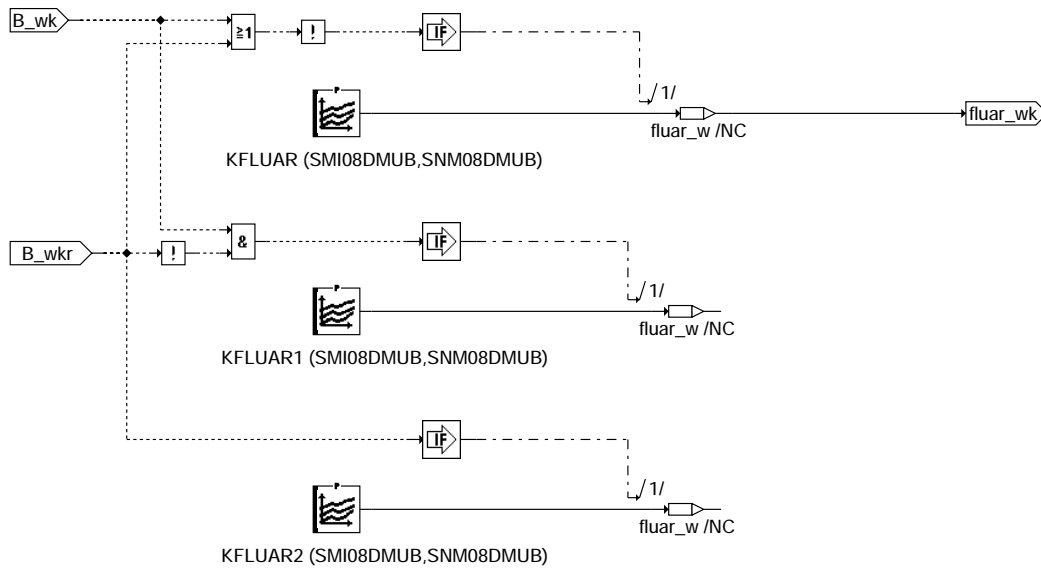 B_wk
≥1
!
IF
/1/
P
fluar_w /NC
fluar_wk
KFLUAR (SMI08DMUB,SNM08DMUB)
B_wkr
!
&
IF
/1/
P
fluar_w /NC
KFLUAR1 (SMI08DMUB,SNM08DMUB)
IF
/1/
P
fluar_w /NC
KFLUAR2 (SMI08DMUB,SNM08DMUB)